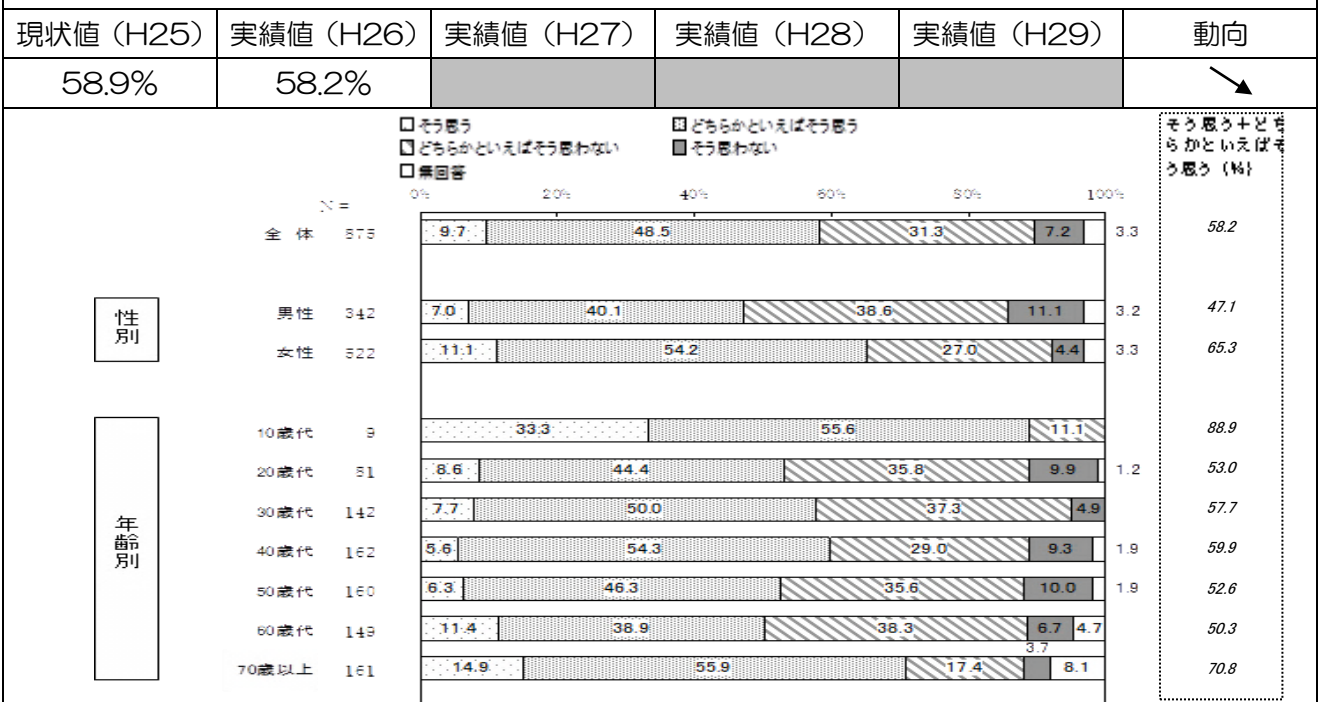 現状値（H25） 実績値（H26） 実績値（H27） 実績値（H28） 実績値（H29） 動向
58.9% 58.2%
そう思う どちらかといえばそう思う
どちらかといえばそう思わない そう思わない
無回答
そう思う＋どち
らかといえばそ
う思う（%）
0% 20% 40% 60% 80% 100%
N =
全 体 875 9.7 48.5 31.3 7.2 3.3 58.2
性別
男性 342 7.0 40.1 38.6 11.1 3.2 47.1
女性 522 11.1 54.2 27.0 4.4 3.3 65.3
年齢別
10歳代 9 33.3 55.6 11.1 88.9
20歳代 81 8.6 44.4 35.8 9.9 1.2 53.0
30歳代 142 7.7 50.0 37.3 4.9 57.7
40歳代 162 5.6 54.3 29.0 9.3 1.9 59.9
50歳代 160 6.3 46.3 35.6 10.0 1.9 52.6
60歳代 149 11.4 38.9 38.3 6.7 4.7 50.3
70歳以上 161 14.9 55.9 17.4 3.7 8.1 70.8